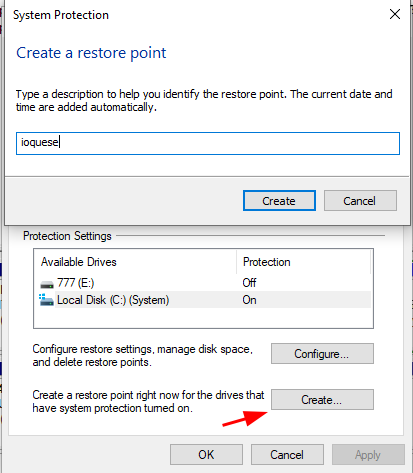 System Protection
Create a restore point
Type a description to help you identify the restore point. The current date and
time are added automatically.
ioquese
Create
Cancel
Protection Settings
Available Drives Protection
777 (E:) Off
Local Disk (C:) (System) On
Configure restore settings, manage disk space,
and delete restore points.
Configure...
Create a restore point right now for the drives that
have system protection turned on.
Create...
OK
Cancel
Apply